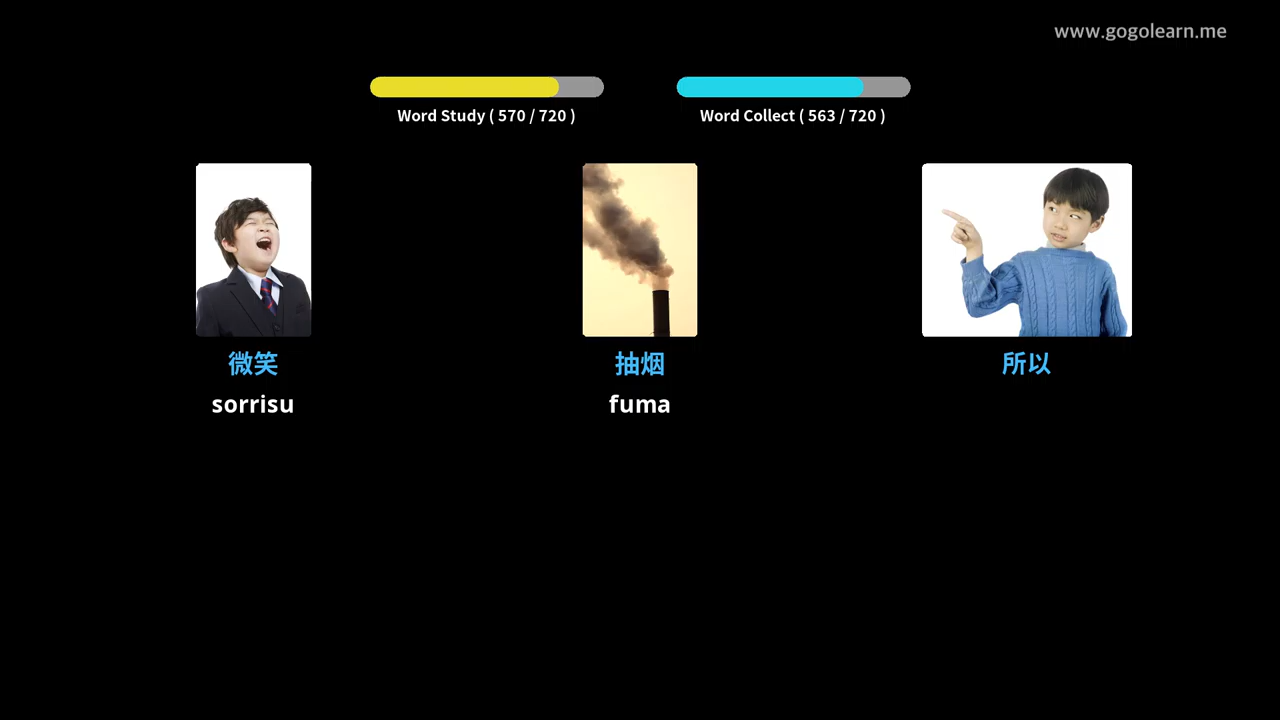 www.gogolearn.me
Word Study ( 570 / 720 )
Word Collect ( 563 / 720 )
微笑
抽烟
所以
sorrisu
fuma